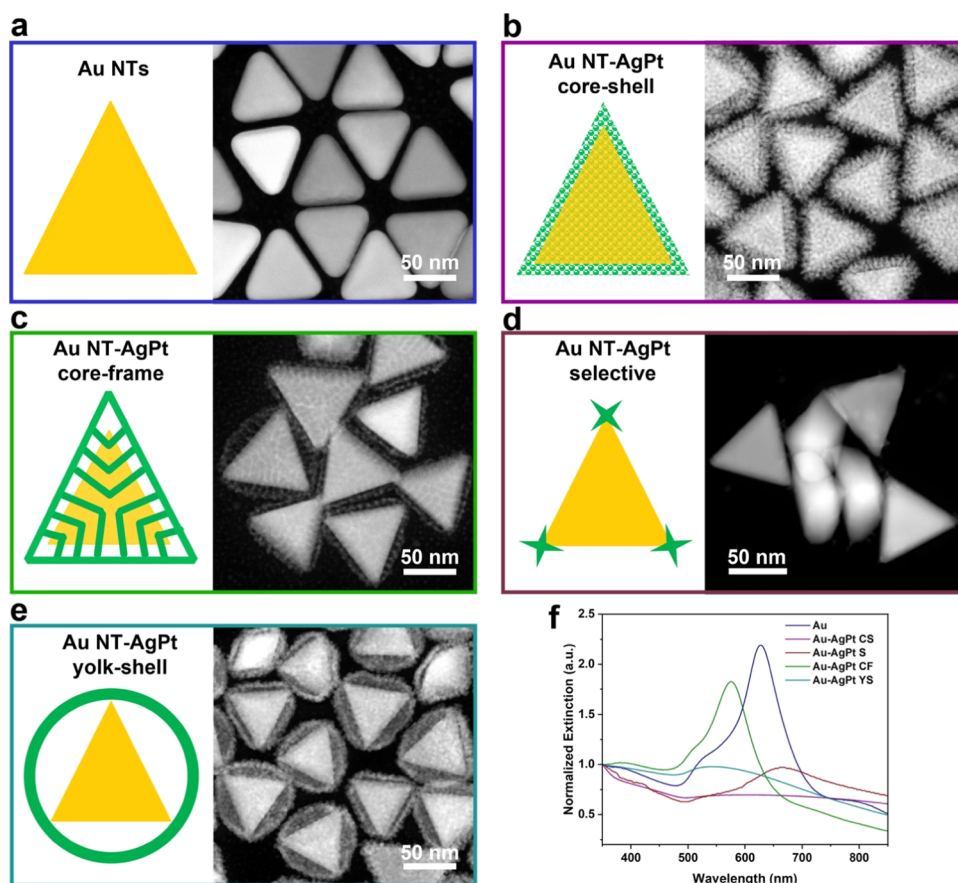 a
Au NTs
50 nm
b
Au NT-AgPt
core-shell
50 nm
c
Au NT-AgPt
core-frame
50 nm
d
Au NT-AgPt
selective
50 nm
e
Au NT-AgPt
yolk-shell
50 nm
f
2.5
2.0
1.5
1.0
0.5
Normalized Extinction (a.u.)
Au
Au-AgPt CS
Au-AgPt S
Au-AgPt CF
Au-AgPt YS
400 500 600 700 800
Wavelength (nm)